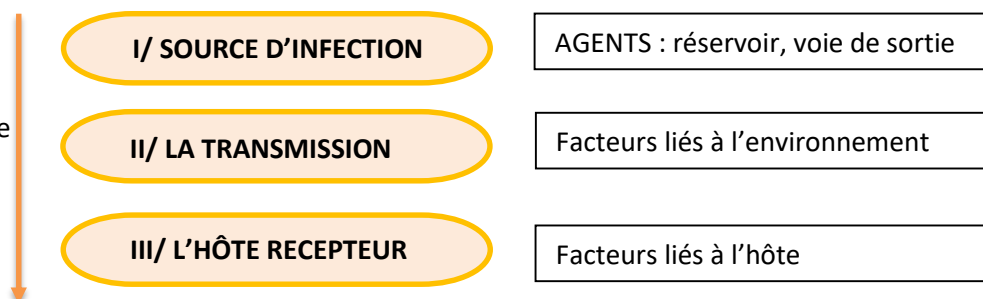 I/ SOURCE D’INFECTION
AGENTS : réservoir, voie de sortie
II/ LA TRANSMISSION
Facteurs liés à l’environnement
III/ L’HÔTE RECEPTEUR
Facteurs liés à l’hôte